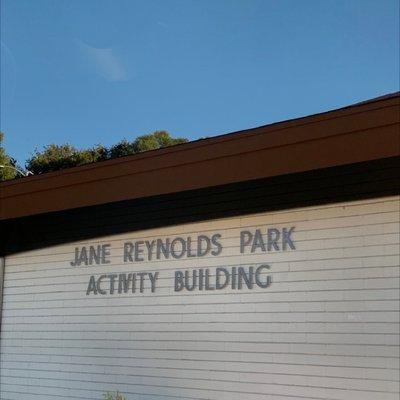 JANE REYNOLDS PARK
ACTIVITY BUILDING